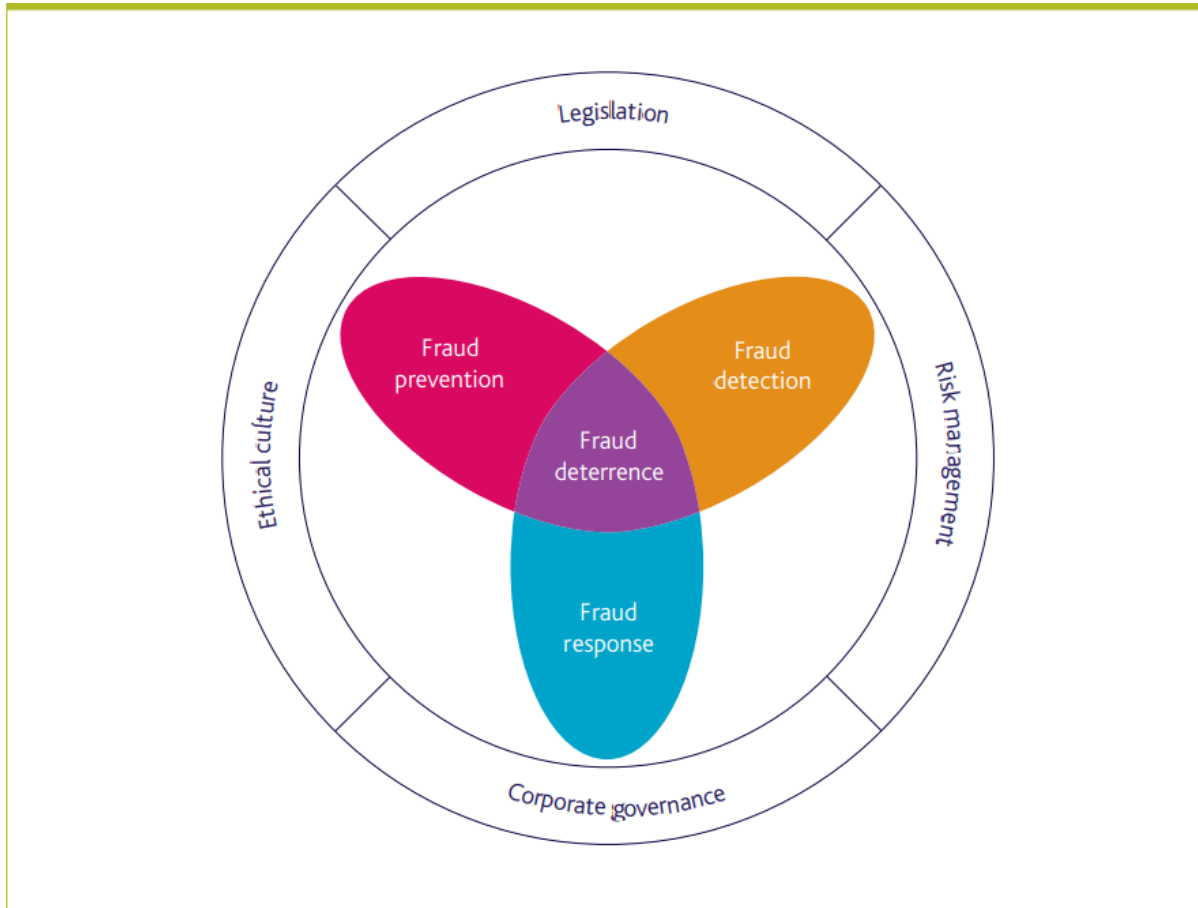 Legislation
Fraud
prevention
Fraud
detection
Ethical culture
Risk management
Fraud
deterrence
Fraud
response
Corporate governance